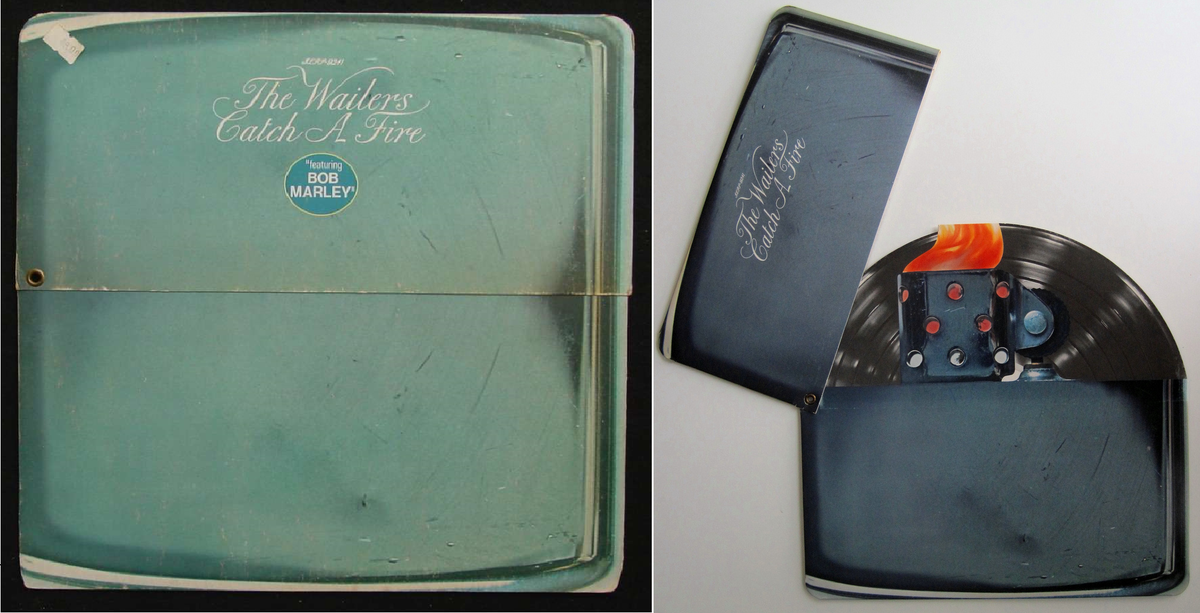 The Wailers
Catch A Fire
"featuring
BOB
MARLEY"
The Wailers
Catch A Fire